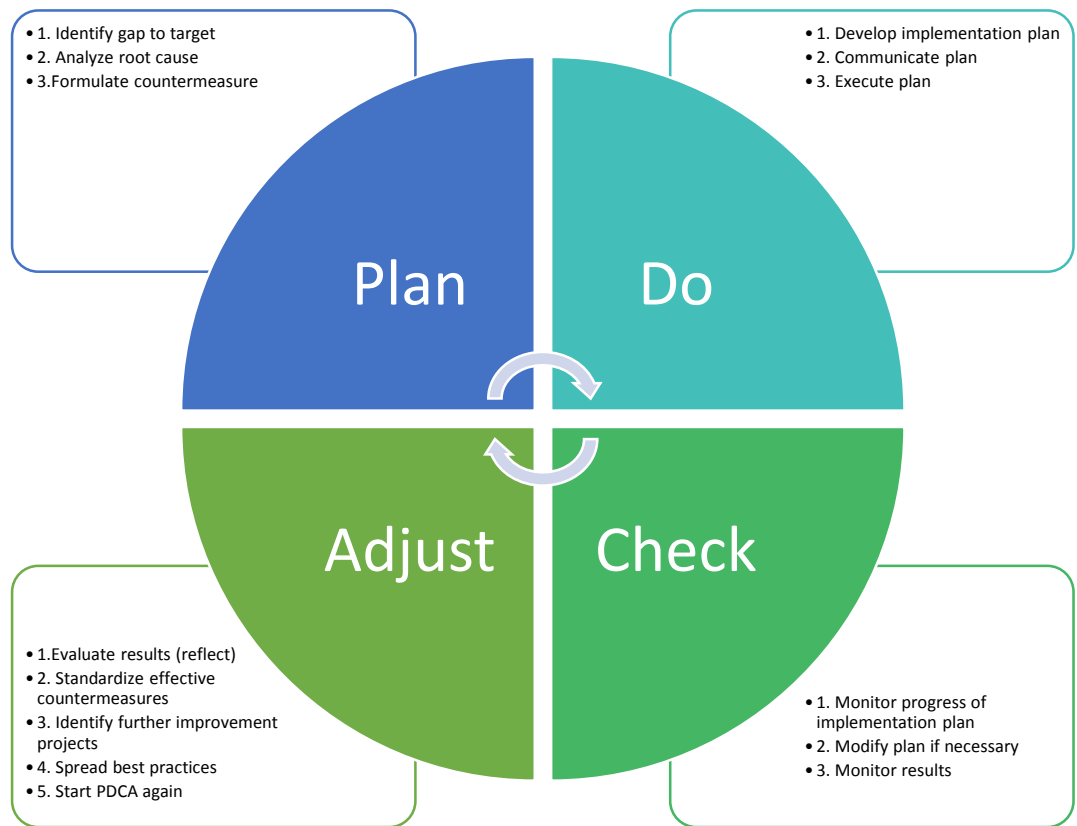 • 1. Identify gap to target
• 2. Analyze root cause
• 3.Formulate countermeasure
• 1. Develop implementation plan
• 2. Communicate plan
• 3. Execute plan
Plan
Do
Adjust
Check
• 1.Evaluate results (reflect)
• 2. Standardize effective
countermeasures
• 3. Identify further improvement
projects
• 4. Spread best practices
• 5. Start PDCA again
• 1. Monitor progress of
implementation plan
• 2. Modify plan if necessary
• 3. Monitor results